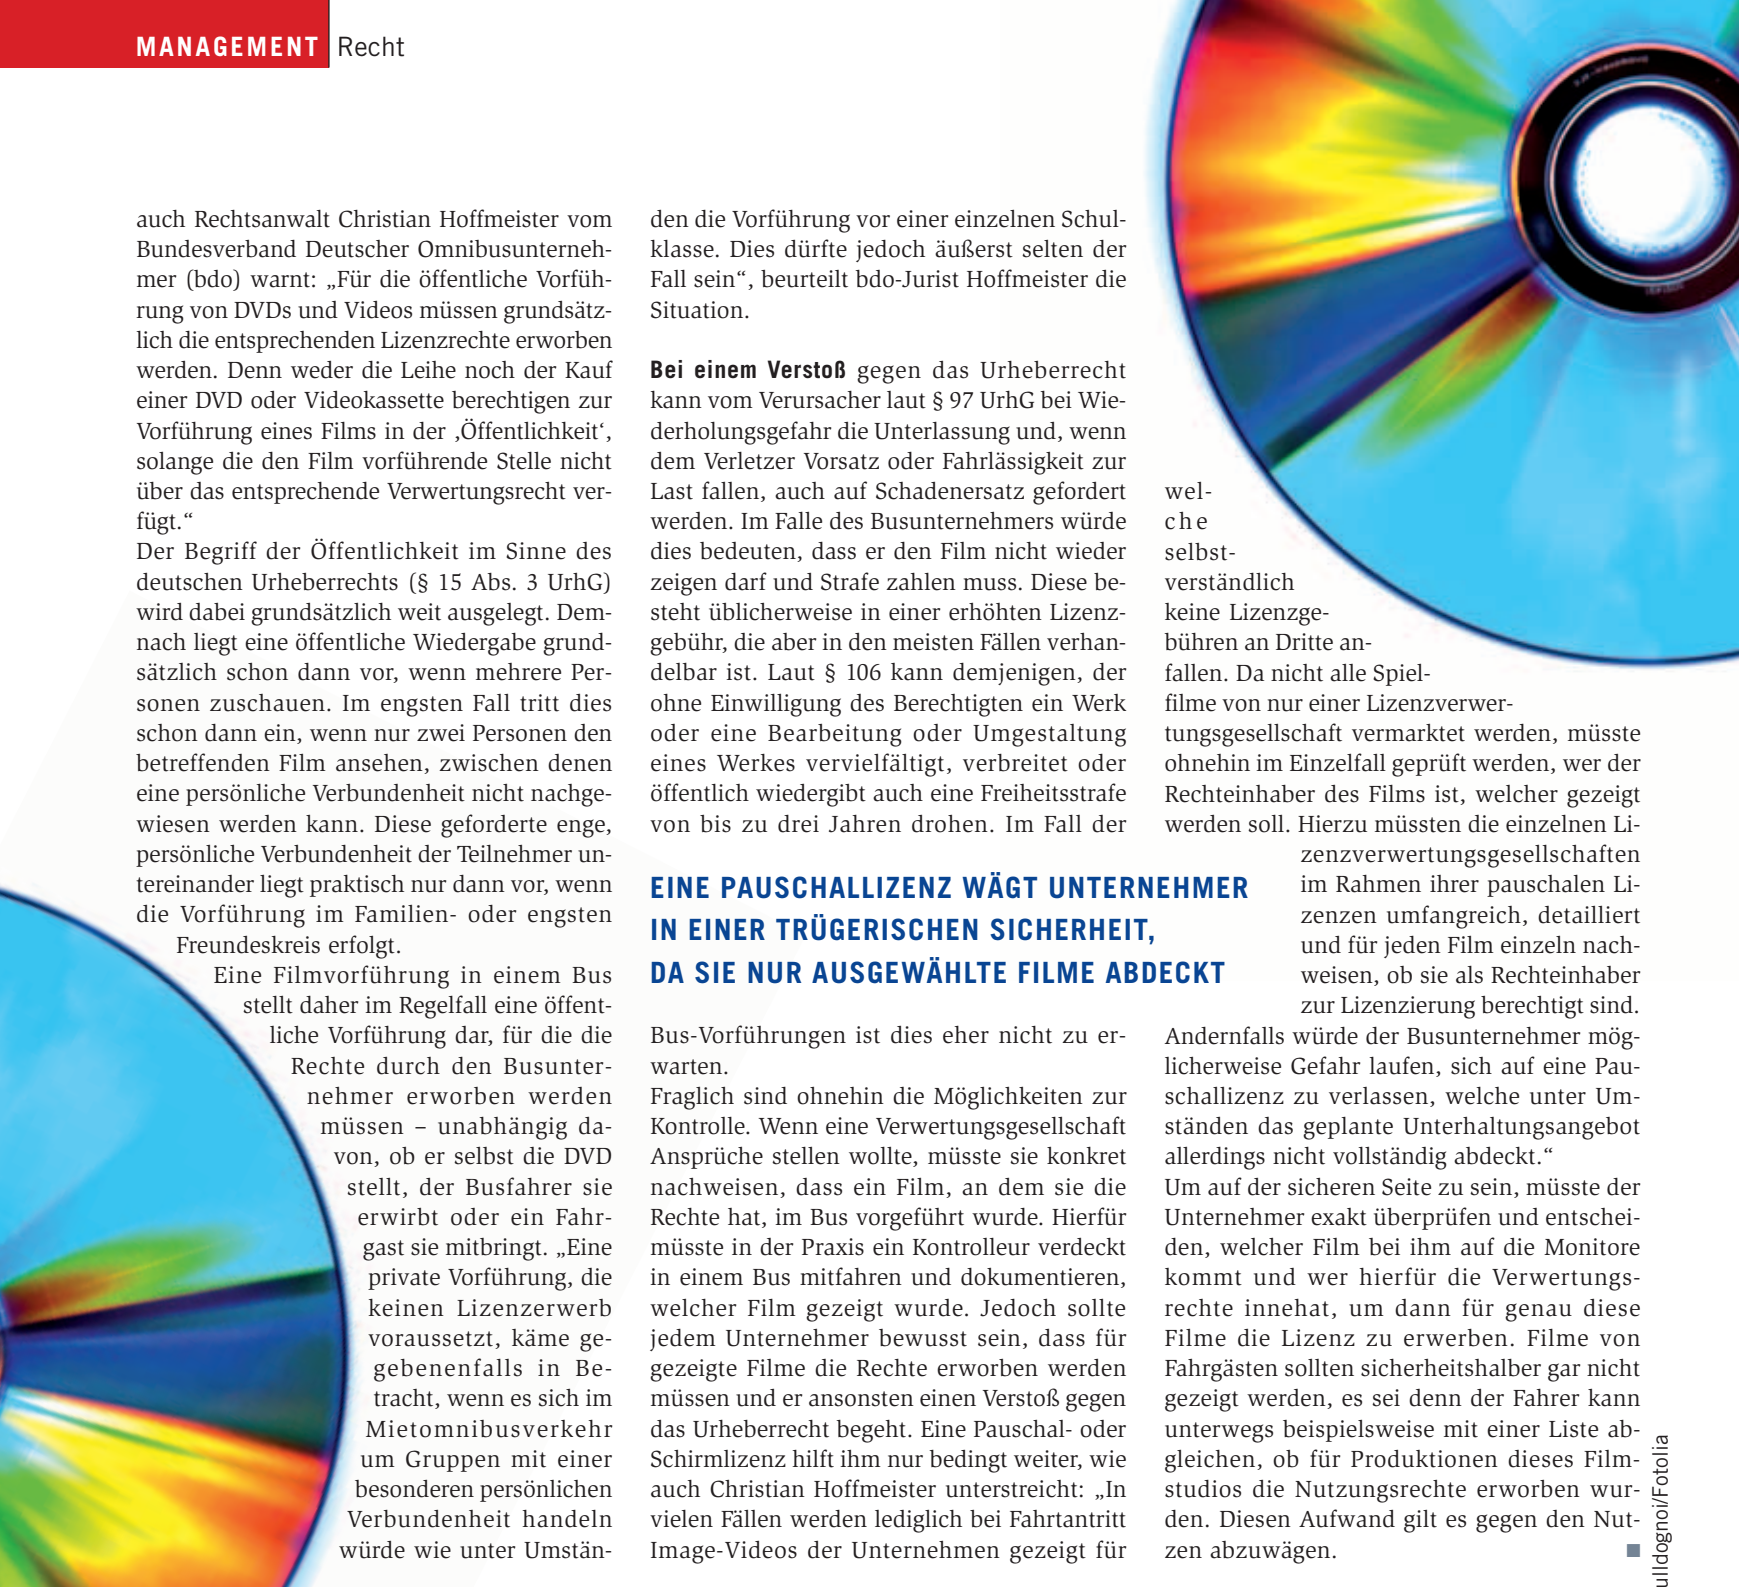 MANAGEMENT Recht
auch Rechtsanwalt Christian Hoffmeister vom
Bundesverband Deutscher Omnibusunterneh-
mer (bdo) warnt: „Für die öffentliche Vorfüh-
rung von DVDs und Videos müssen grundsätz-
lich die entsprechenden Lizenzrechte erworben
werden. Denn weder die Leihe noch der Kauf
einer DVD oder Videokassette berechtigen zur
Vorführung eines Films in der ‚Öffentlichkeit‘,
solange die den Film vorführende Stelle nicht
über das entsprechende Verwertungsrecht ver-
fügt.“
Der Begriff der Öffentlichkeit im Sinne des
deutschen Urheberrechts (§ 15 Abs. 3 UrhG)
wird dabei grundsätzlich weit ausgelegt. Dem-
nach liegt eine öffentliche Wiedergabe grund-
sätzlich schon dann vor, wenn mehrere Per-
sonen zuschauen. Im engsten Fall tritt dies
schon dann ein, wenn nur zwei Personen den
betreffenden Film ansehen, zwischen denen
eine persönliche Verbundenheit nicht nachge-
wiesen werden kann. Diese geforderte enge,
persönliche Verbundenheit der Teilnehmer un-
tereinander liegt praktisch nur dann vor, wenn
die Vorführung im Familien- oder engsten
Freundeskreis erfolgt.
Eine Filmvorführung in einem Bus
stellt daher im Regelfall eine öffent-
liche Vorführung dar, für die die
Rechte durch den Busunter-
nehmer erworben werden
müssen – unabhängig da-
von, ob er selbst die DVD
stellt, der Busfahrer sie
erwirbt oder ein Fahr-
gast sie mitbringt. „Eine
private Vorführung, die
keinen Lizenzerwerb
voraussetzt, käme ge-
gebenenfalls in Be-
tracht, wenn es sich im
Mietomnibusverkehr
um Gruppen mit einer
besonderen persönlichen
Verbundenheit handeln
würde wie unter Umstän-
den die Vorführung vor einer einzelnen Schul-
klasse. Dies dürfte jedoch äußerst selten der
Fall sein“, beurteilt bdo-Jurist Hoffmeister die
Situation.
Bei einem Verstoß gegen das Urheberrecht
kann vom Verursacher laut § 97 UrhG bei Wie-
derholungsgefahr die Unterlassung und, wenn
dem Verletzer Vorsatz oder Fahrlässigkeit zur
Last fallen, auch auf Schadenersatz gefordert
werden. Im Falle des Busunternehmers würde
dies bedeuten, dass er den Film nicht wieder
zeigen darf und Strafe zahlen muss. Diese be-
steht üblicherweise in einer erhöhten Lizenz-
gebühr, die aber in den meisten Fällen verhan-
delbar ist. Laut § 106 kann demjenigen, der
ohne Einwilligung des Berechtigten ein Werk
oder eine Bearbeitung oder Umgestaltung
eines Werkes vervielfältigt, verbreitet oder
öffentlich wiedergibt auch eine Freiheitsstrafe
von bis zu drei Jahren drohen. Im Fall der
EINE PAUSCHALLIZENZ WÄGT UNTERNEHMER
IN EINER TRÜGERISCHEN SICHERHEIT,
DA SIE NUR AUSGEWÄHLTE FILME ABDECKT
Bus-Vorführungen ist dies eher nicht zu er-
warten.
Fraglich sind ohnehin die Möglichkeiten zur
Kontrolle. Wenn eine Verwertungsgesellschaft
Ansprüche stellen wollte, müsste sie konkret
nachweisen, dass ein Film, an dem sie die
Rechte hat, im Bus vorgeführt wurde. Hierfür
müsste in der Praxis ein Kontrolleur verdeckt
in einem Bus mitfahren und dokumentieren,
welcher Film gezeigt wurde. Jedoch sollte
jedem Unternehmer bewusst sein, dass für
gezeigte Filme die Rechte erworben werden
müssen und er ansonsten einen Verstoß gegen
das Urheberrecht begeht. Eine Pauschal- oder
Schirmlizenz hilft ihm nur bedingt weiter, wie
auch Christian Hoffmeister unterstreicht: „In
vielen Fällen werden lediglich bei Fahrtantritt
Image-Videos der Unternehmen gezeigt für
wel-
che
selbst-
verständlich
keine Lizenzge-
bühren an Dritte an-
fallen. Da nicht alle Spiel-
filme von nur einer Lizenzverwer-
tungsgesellschaft vermarktet werden, müsste
ohnehin im Einzelfall geprüft werden, wer der
Rechteinhaber des Films ist, welcher gezeigt
werden soll. Hierzu müssten die einzelnen Li-
zenzverwertungsgesellschaften
im Rahmen ihrer pauschalen Li-
zenzen umfangreich, detailliert
und für jeden Film einzeln nach-
weisen, ob sie als Rechteinhaber
zur Lizenzierung berechtigt sind.
Andernfalls würde der Busunternehmer mög-
licherweise Gefahr laufen, sich auf eine Pau-
schallizenz zu verlassen, welche unter Um-
ständen das geplante Unterhaltungsangebot
allerdings nicht vollständig abdeckt.“
Um auf der sicheren Seite zu sein, müsste der
Unternehmer exakt überprüfen und entschei-
den, welcher Film bei ihm auf die Monitore
kommt und wer hierfür die Verwertungs-
rechte innehat, um dann für genau diese
Filme die Lizenz zu erwerben. Filme von
Fahrgästen sollten sicherheitshalber gar nicht
gezeigt werden, es sei denn der Fahrer kann
unterwegs beispielsweise mit einer Liste ab-
gleichen, ob für Produktionen dieses Film-
studios die Nutzungsrechte erworben wur-
den. Diesen Aufwand gilt es gegen den Nut-
zen abzuwägen.
ulldognoi/Fotolia